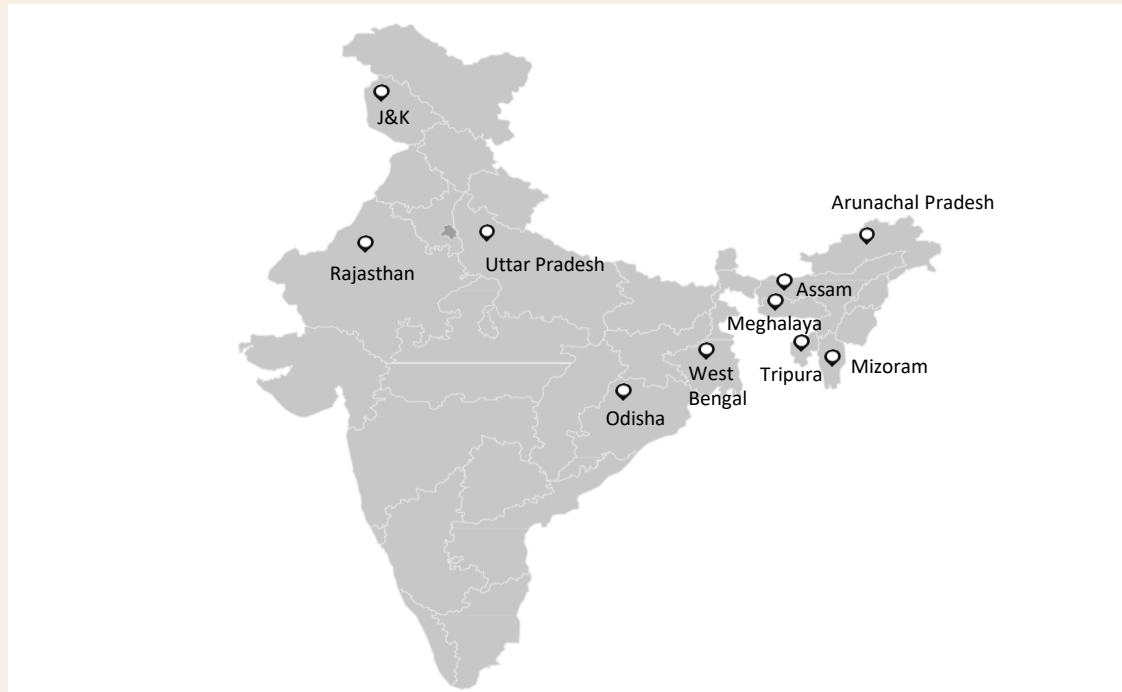 J&K
Arunachal Pradesh
Rajasthan
Uttar Pradesh
Assam
Meghalaya
West
Bengal
Tripura
Mizoram
Odisha